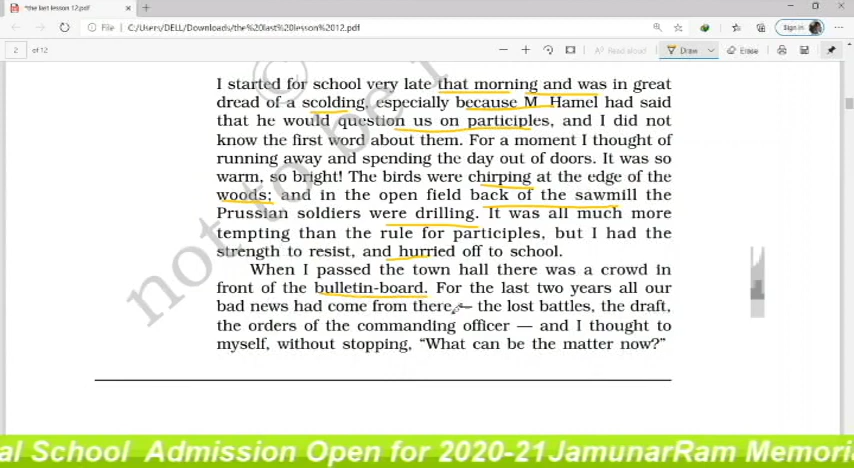 *the last lesson 12.pdf
File | C:/Users/DELL/Downloads/the%20last%20lesson%2012.pdf
Sign in
2 of 12
Read aloud
Draw
Erase
I started for school very late that morning and was in great
dread of a scolding, especially because M. Hamel had said
that he would question us on participles, and I did not
know the first word about them. For a moment I thought of
running away and spending the day out of doors. It was so
warm, so bright! The birds were chirping at the edge of the
woods; and in the open field back of the sawmill the
Prussian soldiers were drilling. It was all much more
tempting than the rule for participles, but I had the
strength to resist, and hurried off to school.
When I passed the town hall there was a crowd in
front of the bulletin-board. For the last two years all our
bad news had come from there — the lost battles, the draft,
the orders of the commanding officer — and I thought to
myself, without stopping, “What can be the matter now?”
©
not to be r
al School Admission Open for 2020-21 JamunarRam Memoria